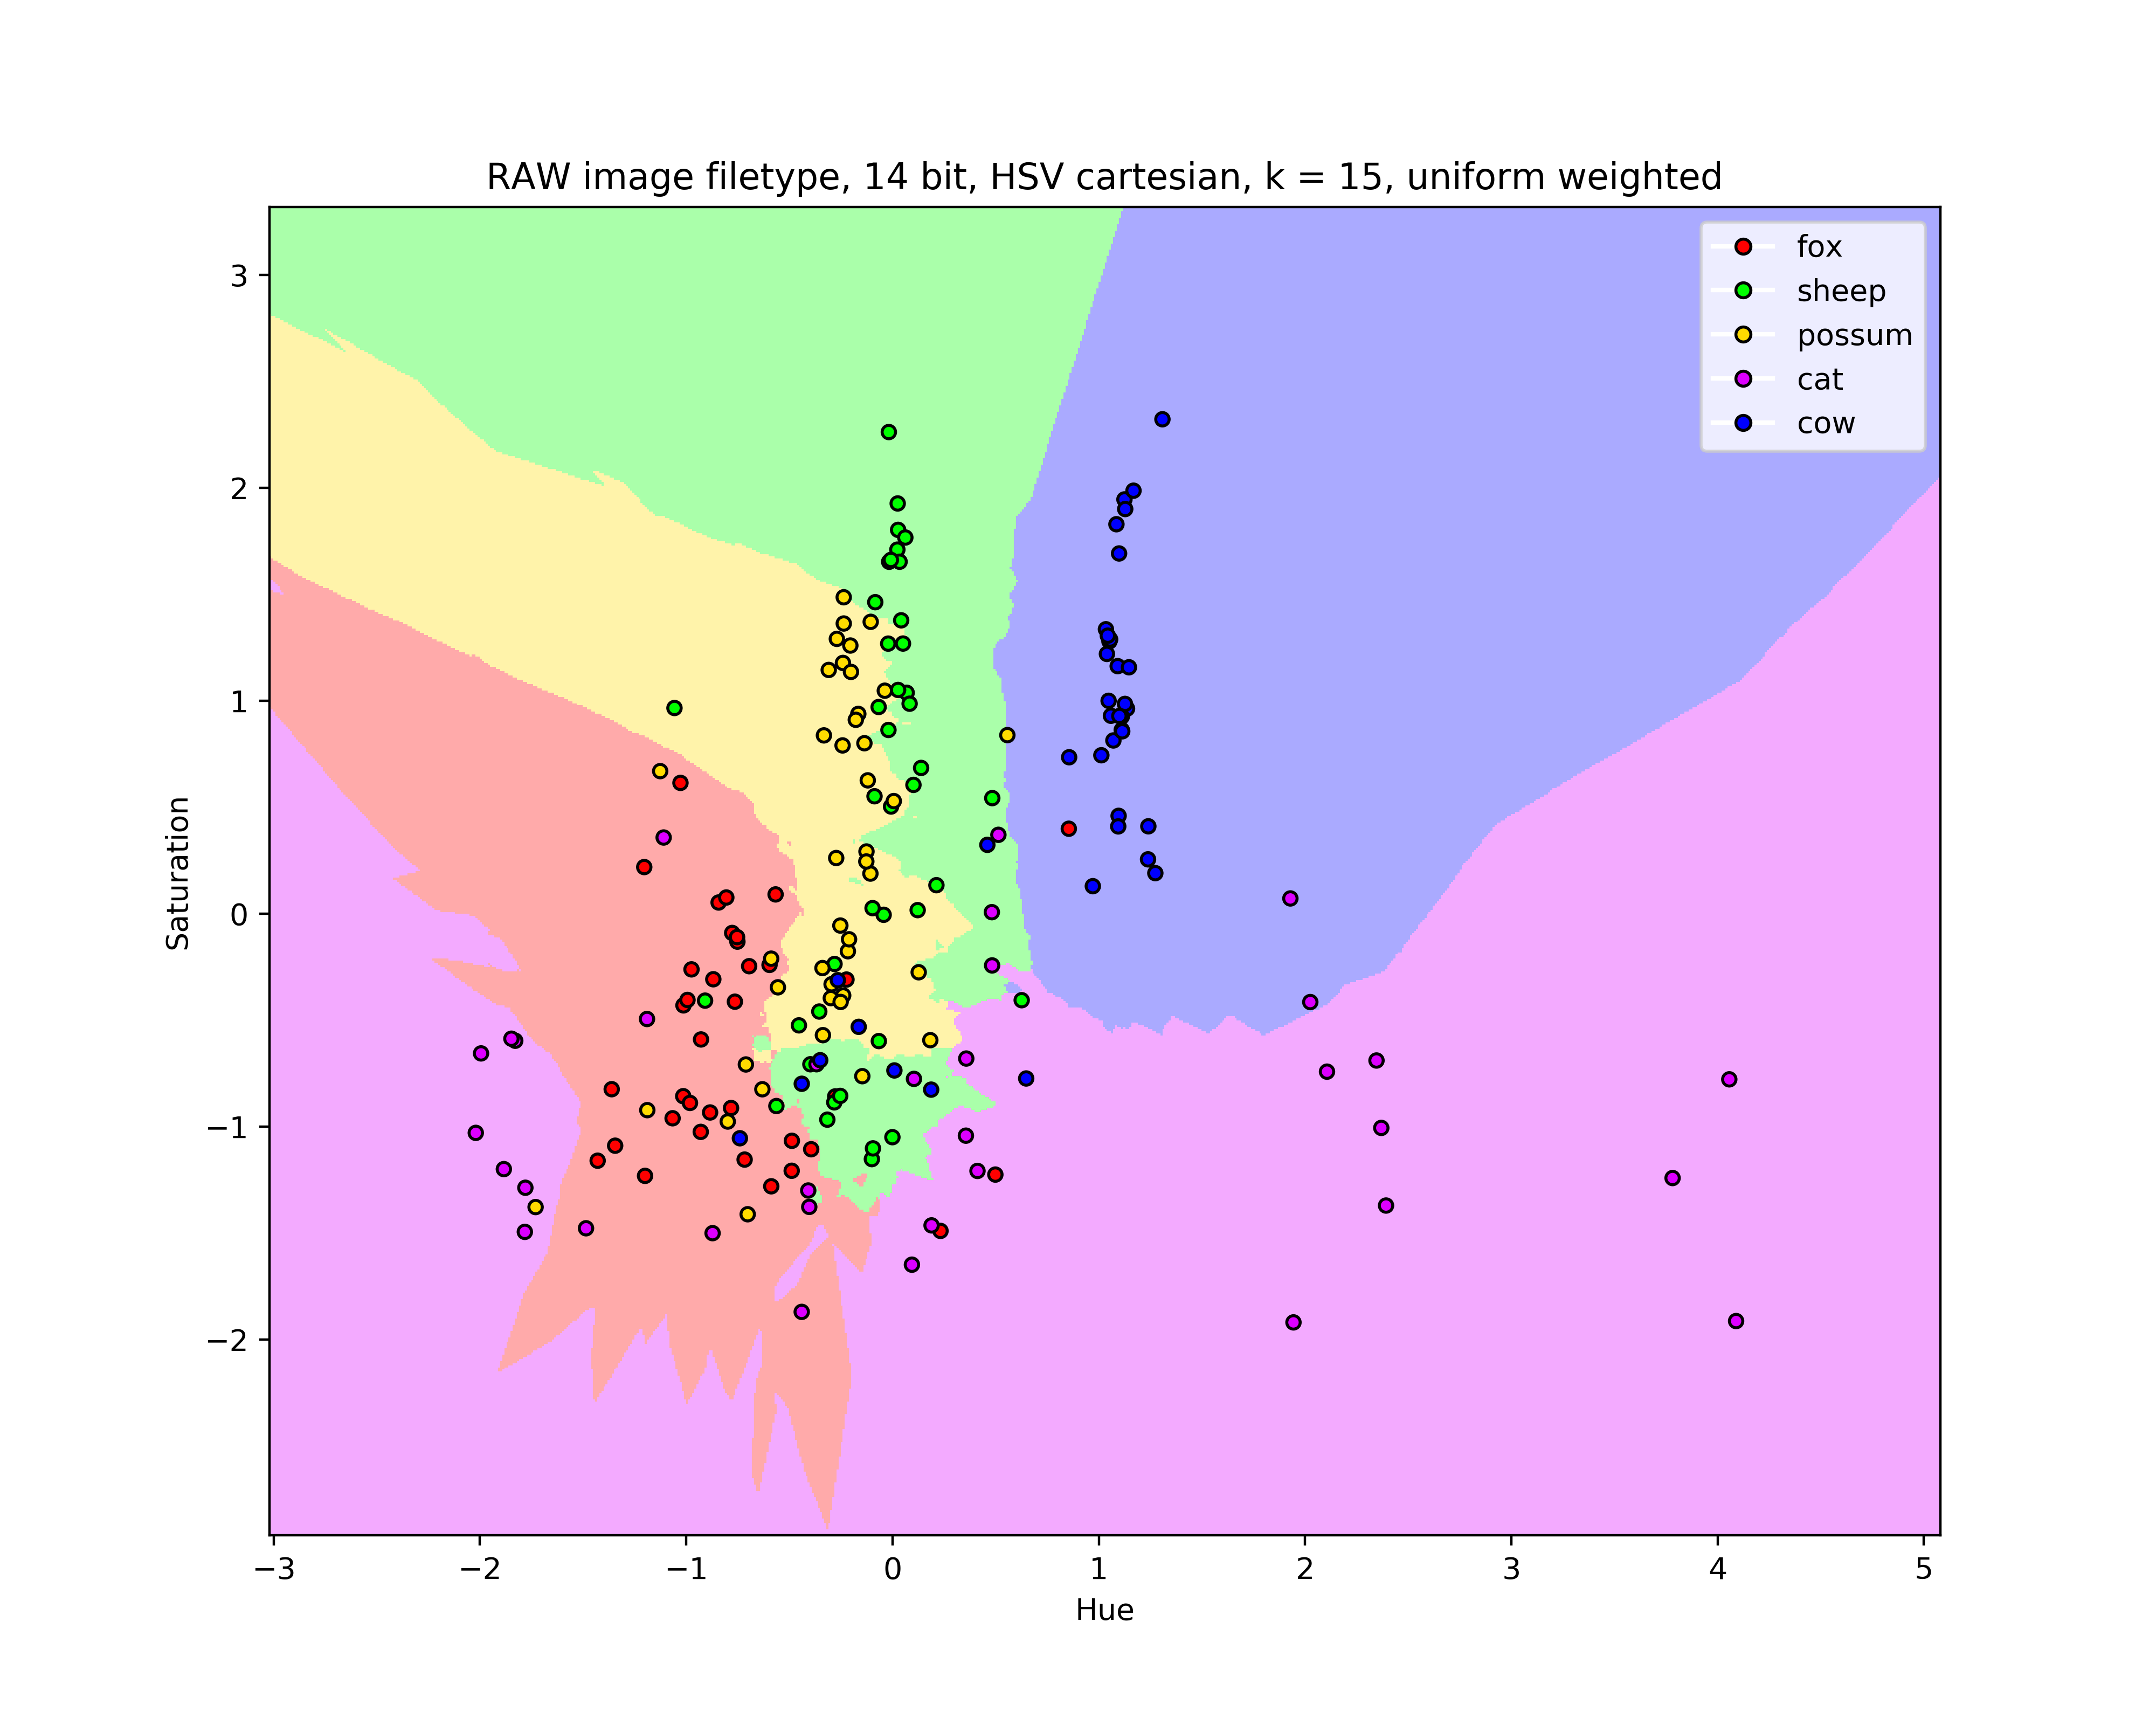 RAW image filetype, 14 bit, HSV cartesian, k = 15, uniform weighted
fox
sheep
possum
cat
cow
3
2
1
0
−1
−2
Saturation
−3 −2 −1 0 1 2 3 4 5
Hue